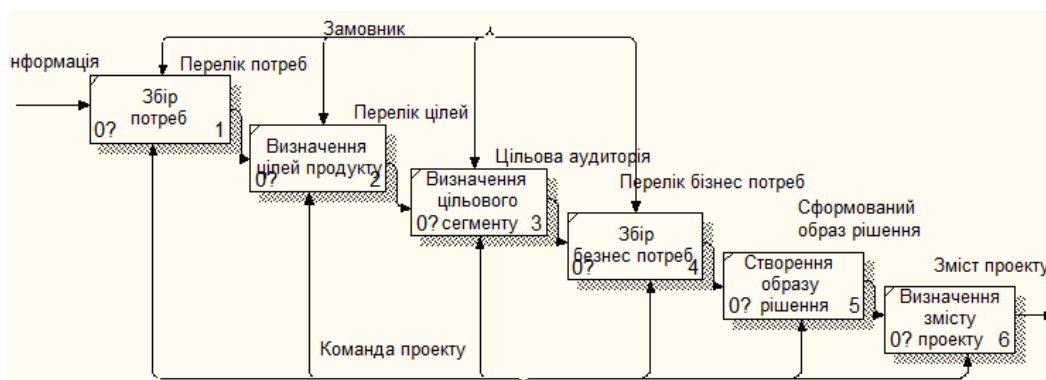 Замовник
нформація
Перелік потреб
Збір
потреб
0? 1
Перелік цілей
Визначення
цілей продукту
0? 2
Цільова аудиторія
Визначення
цільового
0? сегменту 3
Перелік бізнес потреб
Збір
безнес потреб
0? 4
Сформований
образ рішення
Створення
образу
0? рішення 5
Зміст проекту
Визначення
змісту
0? проекту 6
Команда проекту